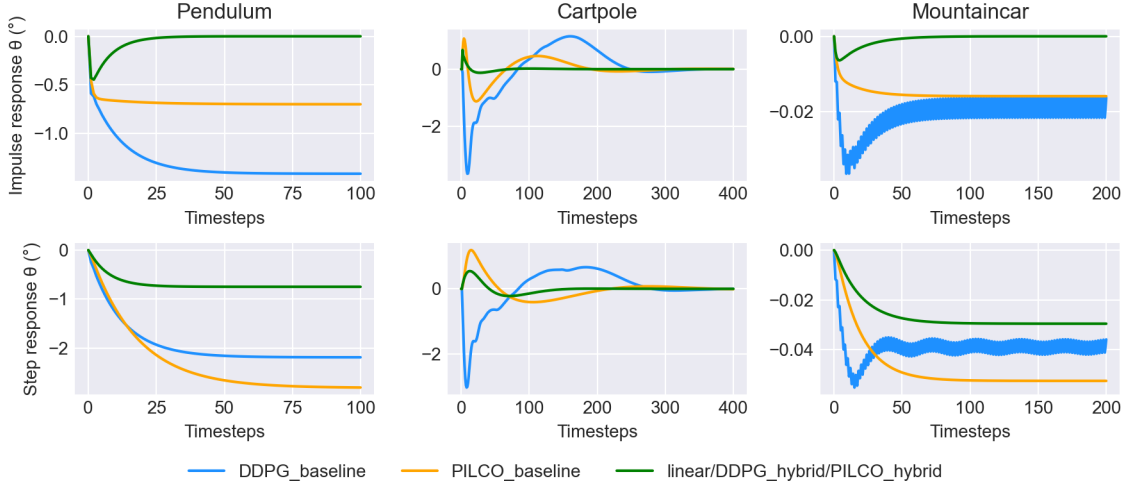 Pendulum
Cartpole
Mountaincar
Impulse response θ (°)
0.0
−0.5
−1.0
0 25 50 75 100
Timesteps
0
−2
0 100 200 300 400
Timesteps
0.00
−0.02
0 50 100 150 200
Timesteps
Step response θ (°)
0
−1
−2
0 25 50 75 100
Timesteps
0
−2
0 100 200 300 400
Timesteps
0.00
−0.02
−0.04
0 50 100 150 200
Timesteps
DDPG_baseline
PILCO_baseline
linear/DDPG_hybrid/PILCO_hybrid